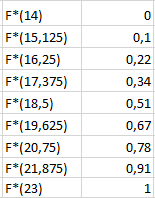 F*(14) 0
F*(15,125) 0,1
F*(16,25) 0,22
F*(17,375) 0,34
F*(18,5) 0,51
F*(19,625) 0,67
F*(20,75) 0,78
F*(21,875) 0,91
F*(23) 1